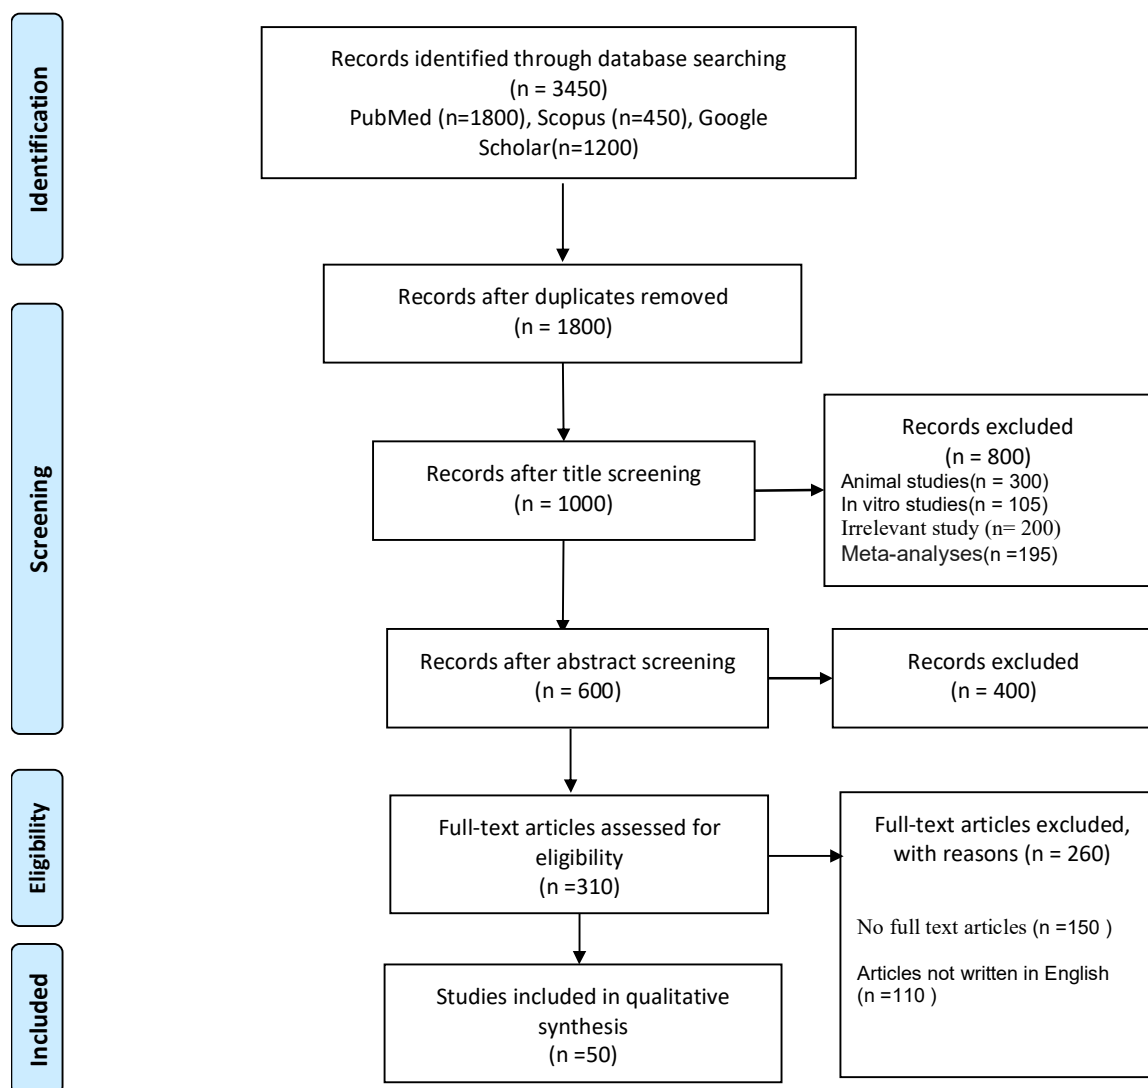 Identification
Records identified through database searching
(n = 3450)
PubMed (n=1800), Scopus (n=450), Google
Scholar(n=1200)
Records after duplicates removed
(n = 1800)
Screening
Records after title screening
(n = 1000)
Records excluded
(n = 800)
Animal studies(n = 300)
In vitro studies(n = 105)
Irrelevant study (n= 200)
Meta-analyses(n =195)
Records after abstract screening
(n = 600)
Records excluded
(n = 400)
Eligibility
Full-text articles assessed for
eligibility
(n =310)
Full-text articles excluded,
with reasons (n = 260)
No full text articles (n =150 )
Articles not written in English
(n =110 )
Included
Studies included in qualitative
synthesis
(n =50)